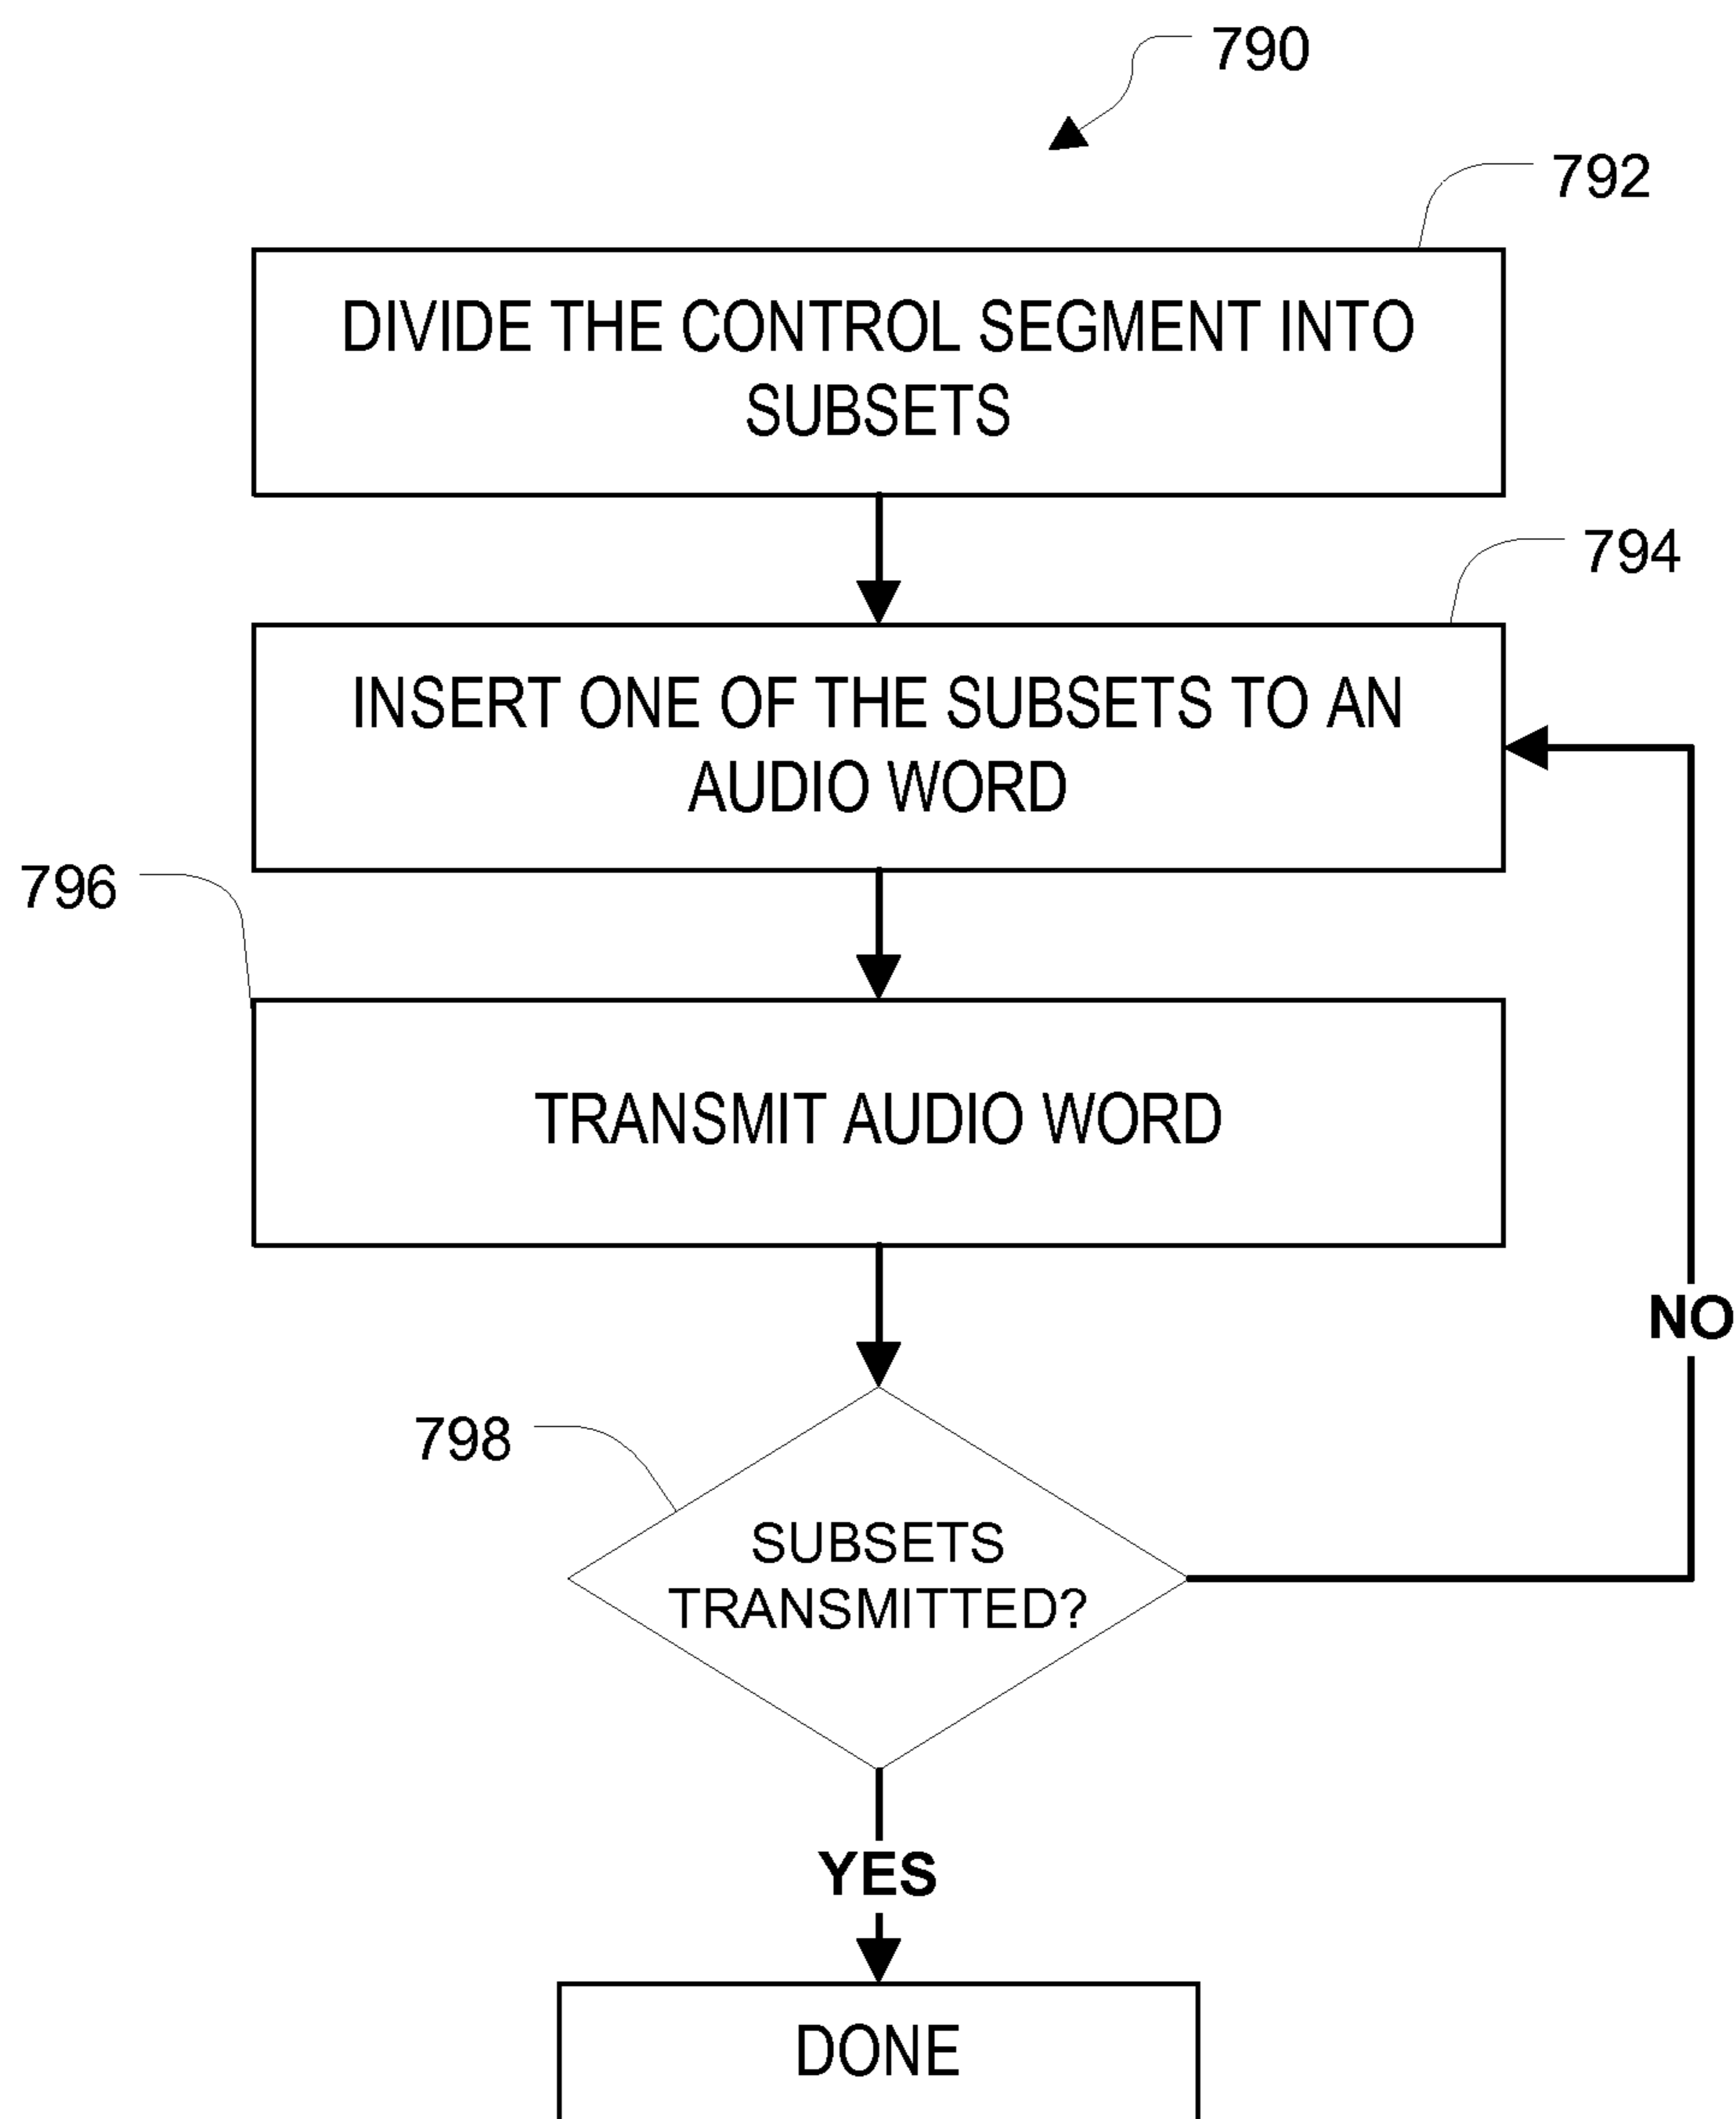 790
792
DIVIDE THE CONTROL SEGMENT INTO
SUBSETS
794
INSERT ONE OF THE SUBSETS TO AN
AUDIO WORD
796
TRANSMIT AUDIO WORD
NO
798
SUBSETS
TRANSMITTED?
YES
DONE